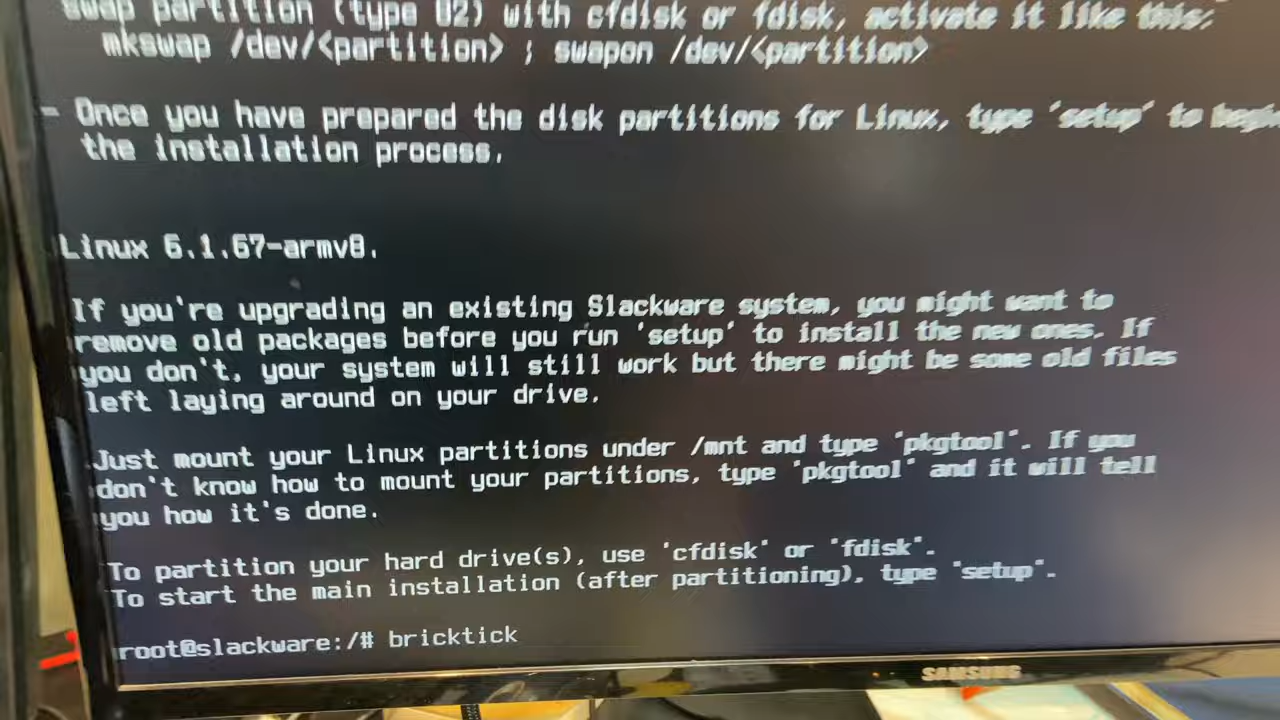 swap partition (type 82) with cfdisk or fdisk, activate it like this:
mkswap /dev/<partition> ; swapon /dev/<partition>
- Once you have prepared the disk partitions for Linux, type 'setup' to begin
the installation process.
Linux 6.1.67-armv8.
If you're upgrading an existing Slackware system, you might want to
remove old packages before you run 'setup' to install the new ones. If
you don't, your system will still work but there might be some old files
left laying around on your drive.
Just mount your Linux partitions under /mnt and type 'pkgtool'. If you
don't know how to mount your partitions, type 'pkgtool' and it will tell
you how it's done.
To partition your hard drive(s), use 'cfdisk' or 'fdisk'.
To start the main installation (after partitioning), type 'setup'.
root@slackware:/# bricktick
SAMSUNG